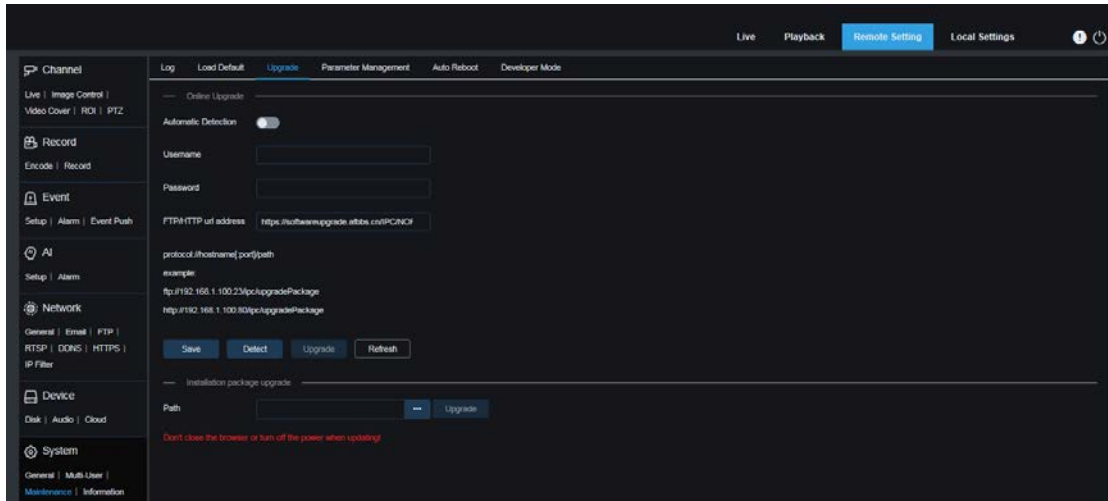 Live Playback Remote Setting Local Settings
Channel
Live | Image Control |
Video Cover | ROI | PTZ
Record
Encode | Record
Event
Setup | Alarm | Event Push
AI
Setup | Alarm
Network
General | Email | FTP |
RTSP | DDNS | HTTPS |
IP Filter
Device
Disk | Audio | Cloud
System
General | Multi-User |
Maintenance | Information
Log Load Default Upgrade Parameter Management Auto Reboot Developer Mode
Online Upgrade
Automatic Detection
Username
Password
FTP/HTTP url address
protocol://hostname[:port]/path
example:
ftp://192.168.1.100:23/ipc/upgradePackage
http://192.168.1.100:80/ipc/upgradePackage
Save Detect Upgrade Refresh
Installation package upgrade
Path ... Upgrade
Don't close the browser or turn off the power when updating!